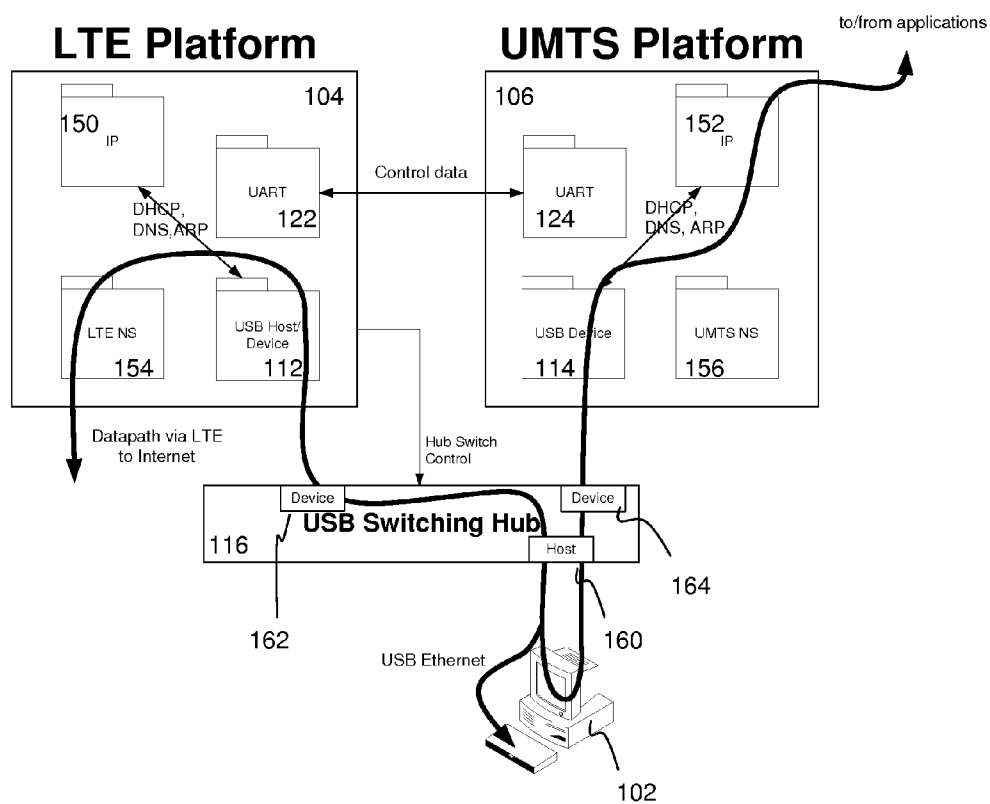 to/from applications
LTE Platform
UMTS Platform
104
106
150
IP
152
IP
UART
122
Control data
UART
124
DHCP,
DNS,ARP
DHCP,
DNS, ARP
LTE NS
154
USB Host/
Device
112
USB Device
114
UMTS NS
156
Datapath via LTE
to Internet
Hub Switch
Control
Device
Device
USB Switching Hub
116
Host
164
162
160
USB Ethernet
102